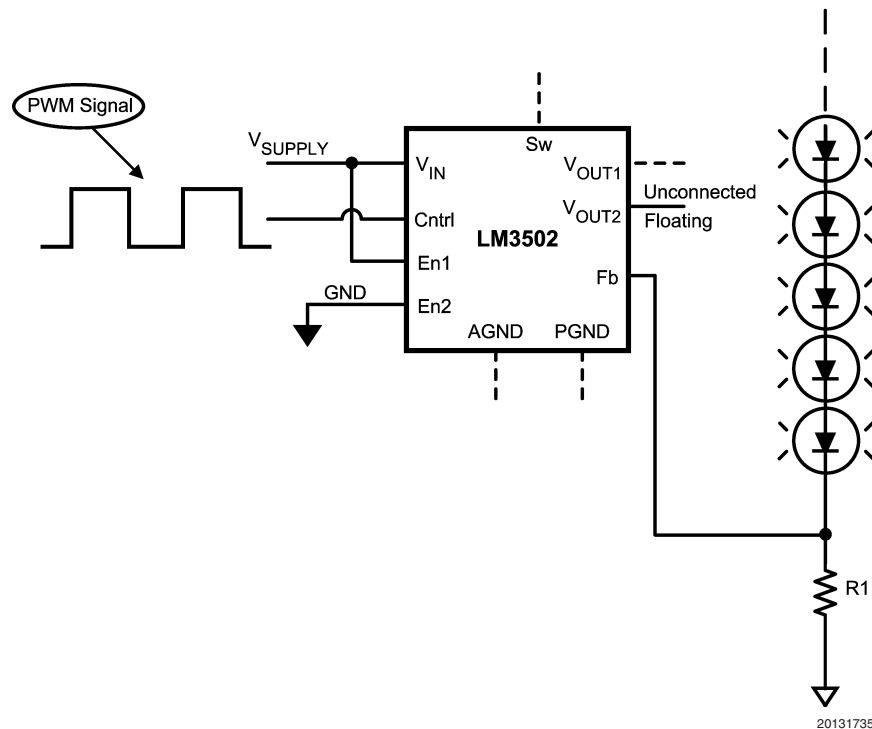 PWM Signal
VSUPPLY
Sw
VIN
VOUT1
Unconnected
Cntrl
VOUT2
Floating
LM3502
En1
Fb
GND
En2
AGND
PGND
R1
20131735